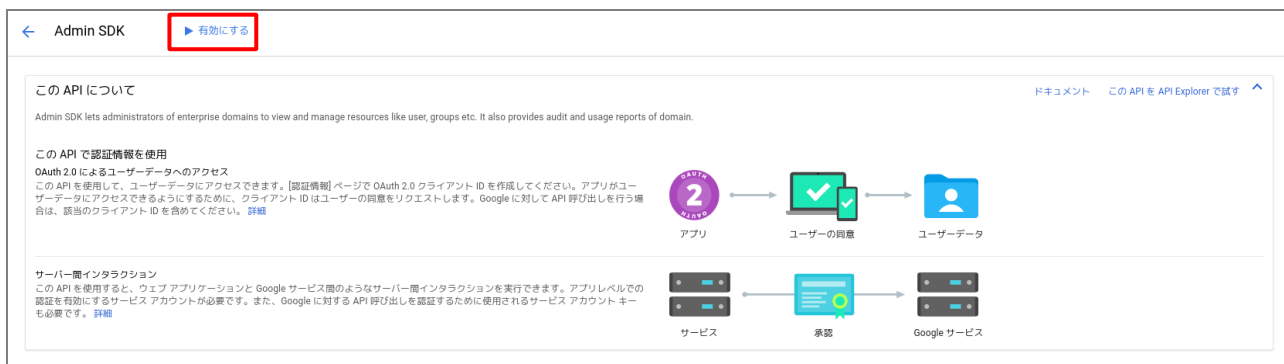 Admin SDK
有効にする
この API について
ドキュメント
この API を API Explorer で試す
Admin SDK lets administrators of enterprise domains to view and manage resources like user, groups etc. It also provides audit and usage reports of domain.
この API で認証情報を使用
OAuth 2.0 によるユーザーデータへのアクセス
この API を使用して、ユーザーデータにアクセスできます。[認証情報] ページで OAuth 2.0 クライアント ID を作成してください。アプリがユー
ザーデータにアクセスできるようにするために、クライアント ID はユーザーの同意をリクエストします。Google に対して API 呼び出しを行う場
合は、該当のクライアント ID を含めてください。 詳細
OAUTH
2
OAUTH
アプリ
ユーザーの同意
ユーザーデータ
サーバー間インタラクション
この API を使用すると、ウェブ アプリケーションと Google サービス間のようなサーバー間インタラクションを実行できます。アプリレベルでの
認証を有効にするサービス アカウントが必要です。また、Google に対する API 呼び出しを認証するために使用されるサービス アカウント キー
も必要です。 詳細
サービス
承認
Google サービス